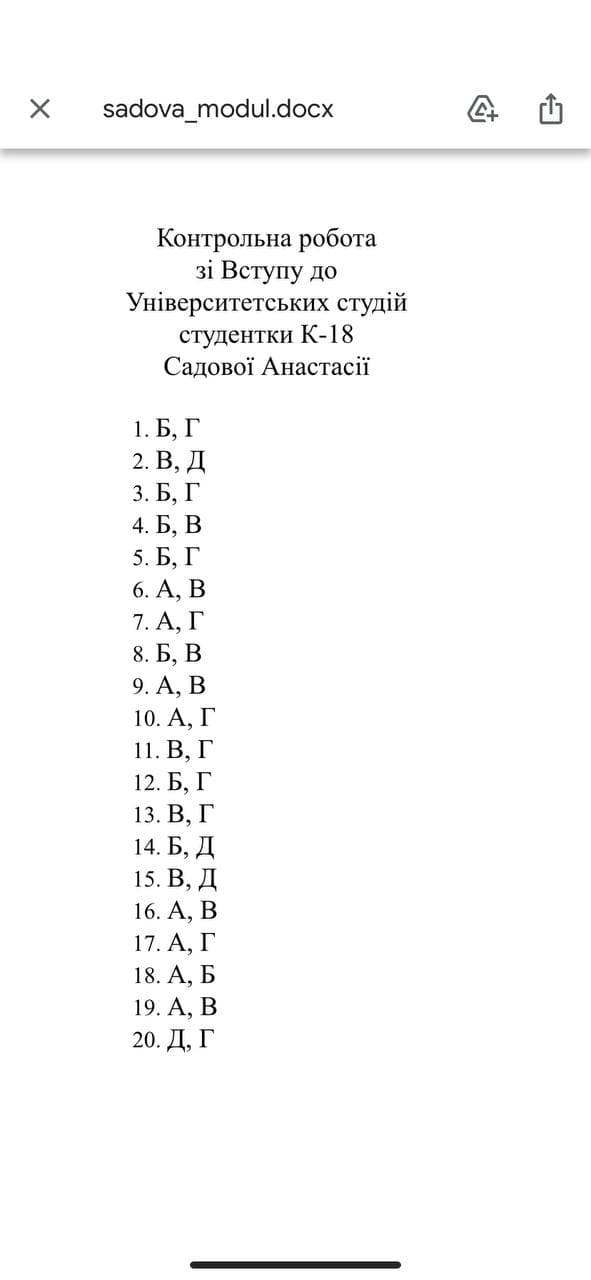 sadova_modul.docx
Контрольна робота
зі Вступу до
Університетських студій
студентки К-18
Садової Анастасії
1. Б, Г
2. В, Д
3. Б, Г
4. Б, В
5. Б, Г
6. А, В
7. А, Г
8. Б, В
9. А, В
10. А, Г
11. В, Г
12. Б, Г
13. В, Г
14. Б, Д
15. В, Д
16. А, В
17. А, Г
18. А, Б
19. А, В
20. Д, Г